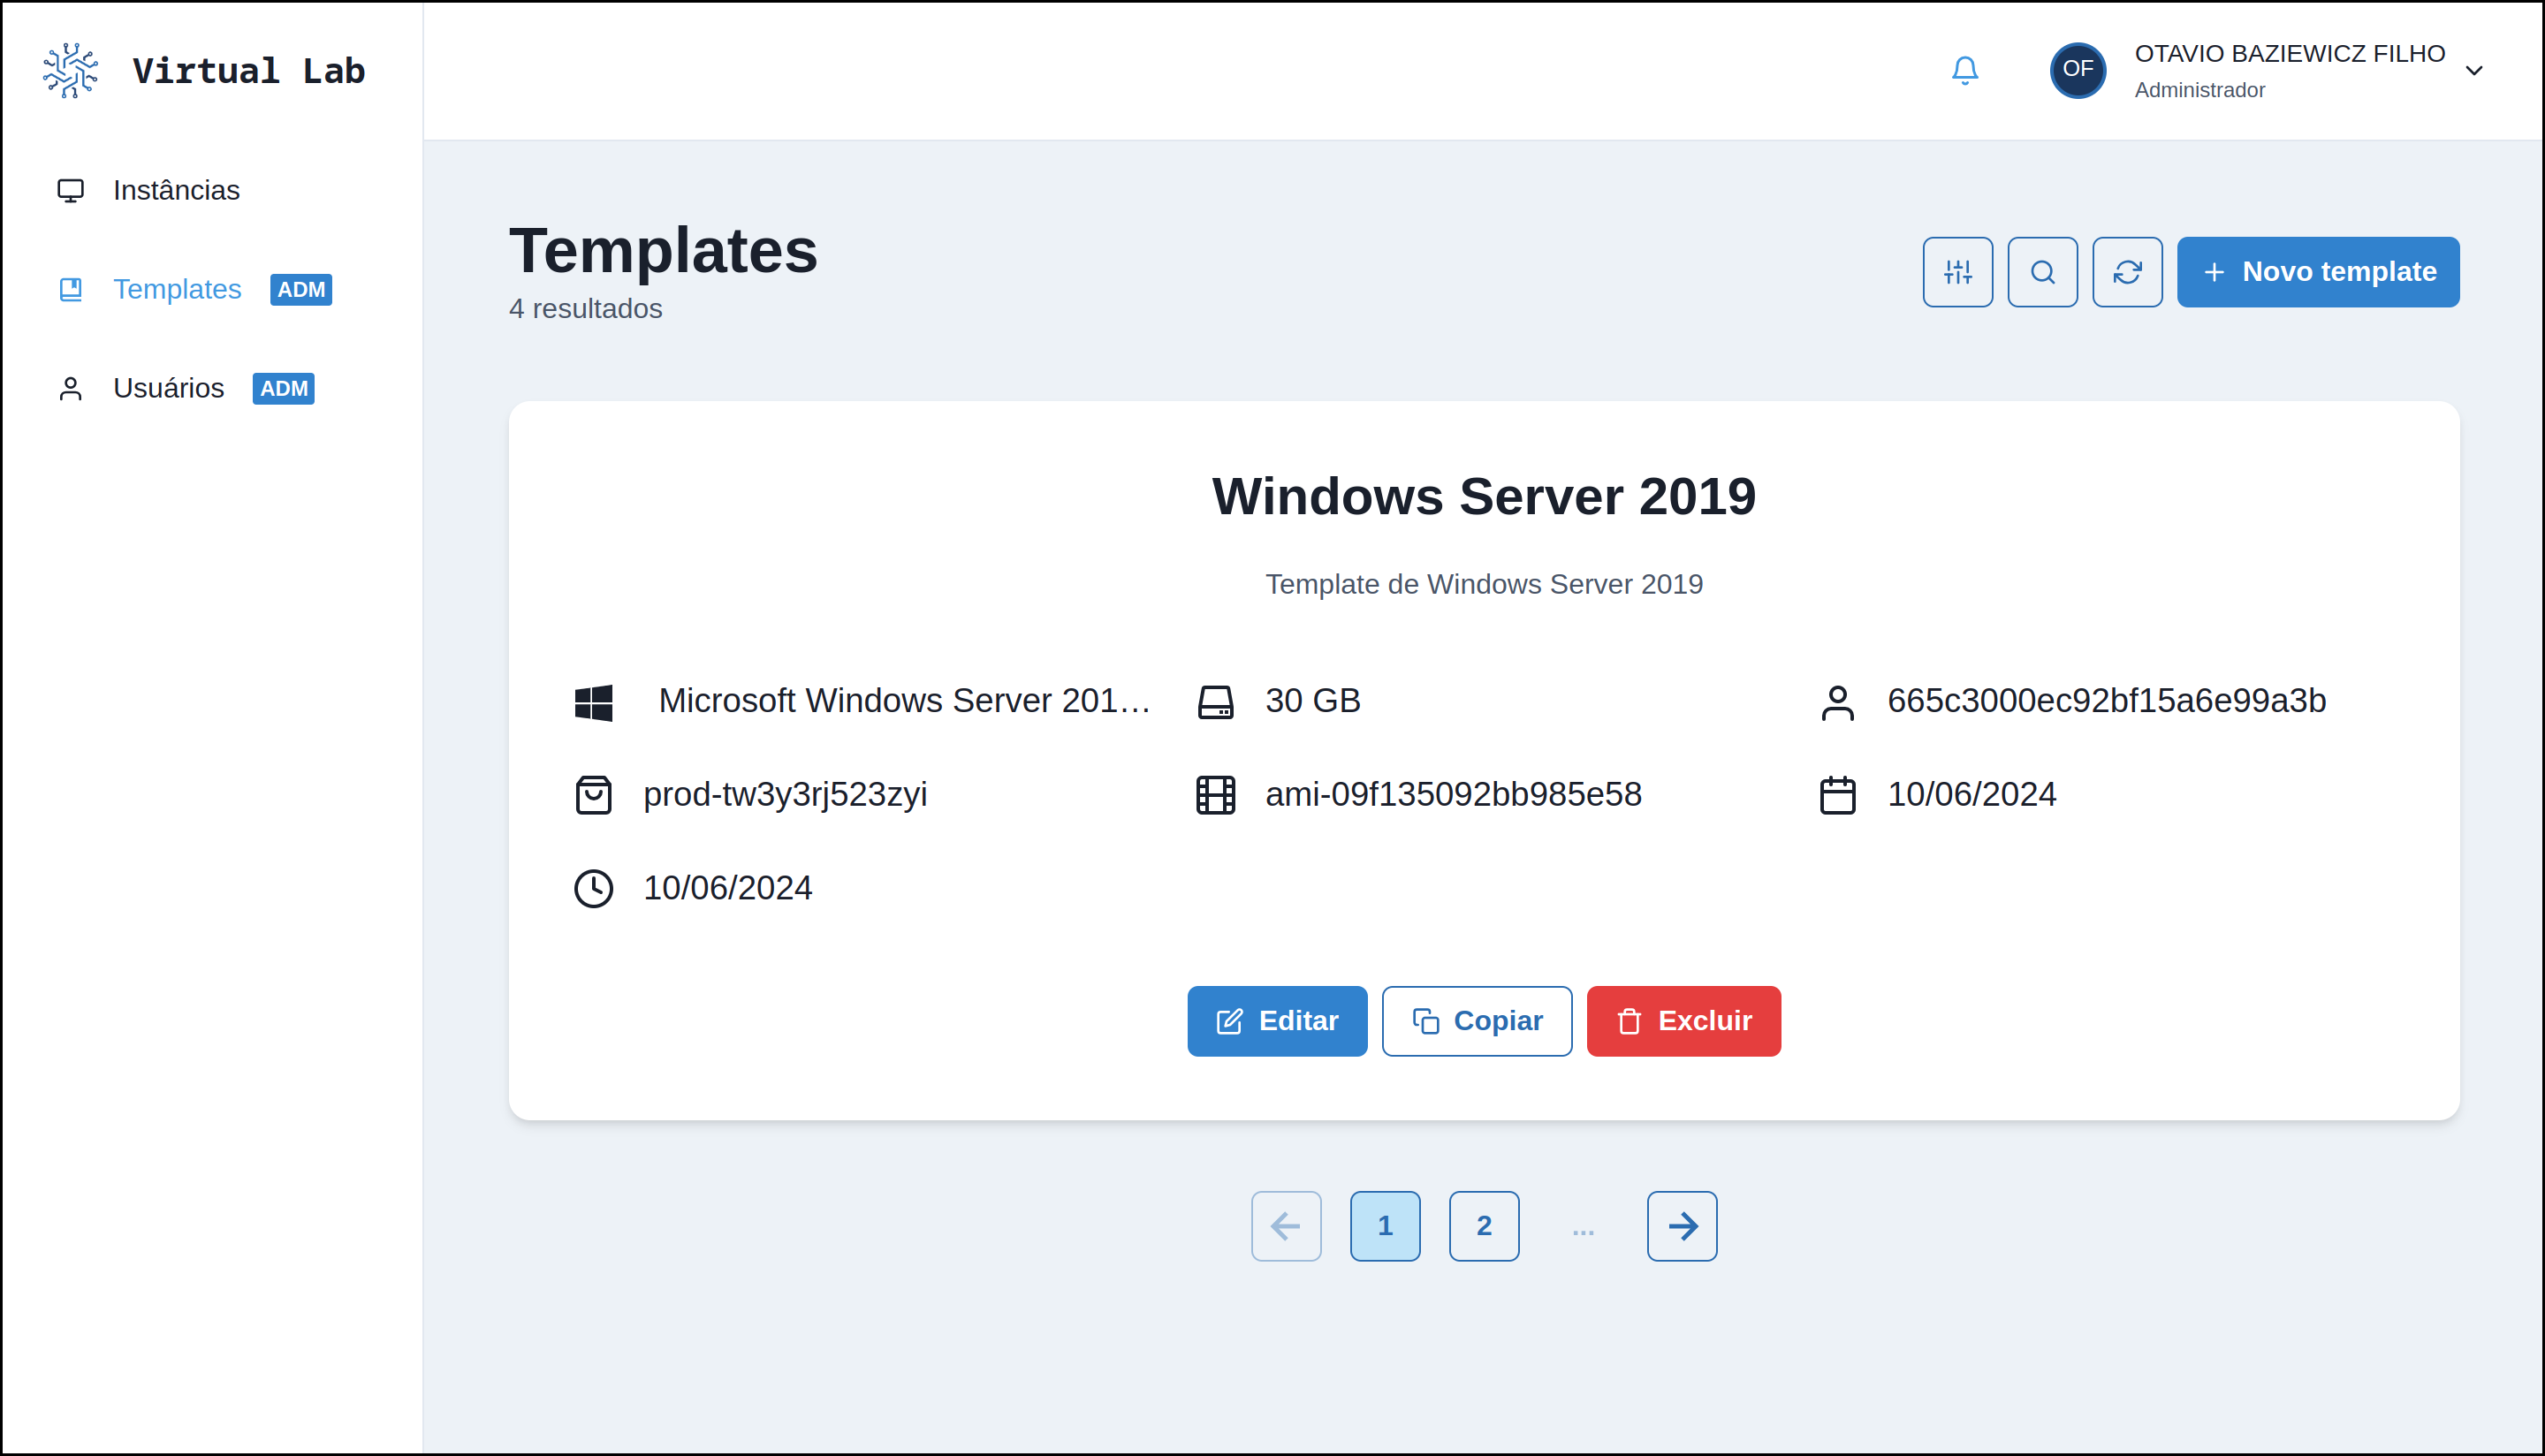 Virtual Lab
OF
OTAVIO BAZIEWICZ FILHO
Administrador
Instâncias
Templates ADM
Usuários ADM
Templates
4 resultados
Novo template
Windows Server 2019
Template de Windows Server 2019
Microsoft Windows Server 201…
30 GB
665c3000ec92bf15a6e99a3b
prod-tw3y3rj523zyi
ami-09f135092bb985e58
10/06/2024
10/06/2024
Editar
Copiar
Excluir
1
2
...